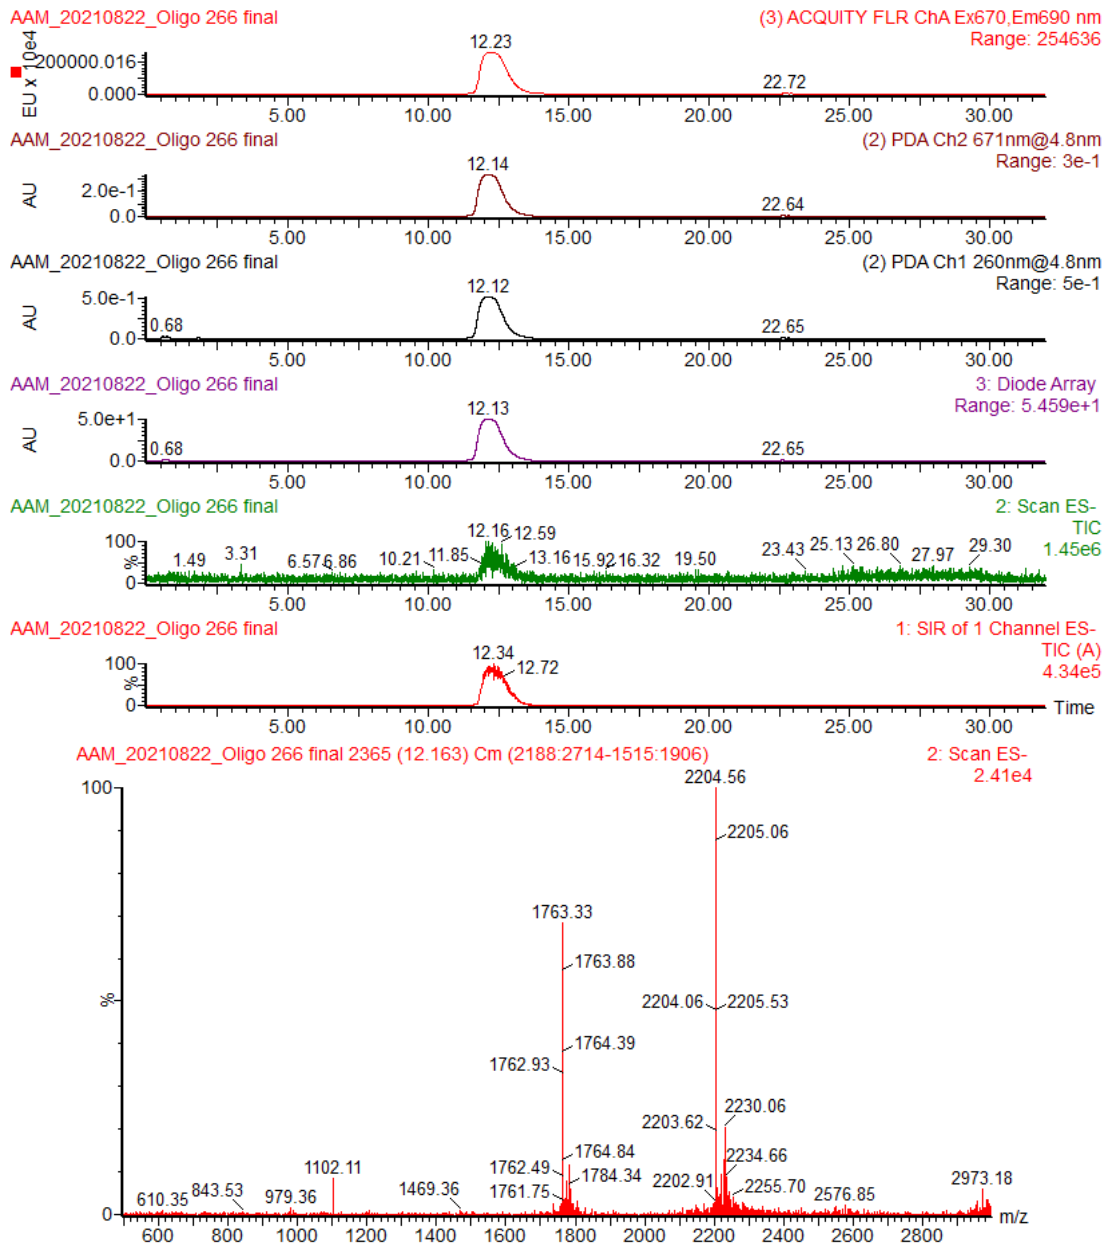 AAM_20210822_Oligo 266 final (3) ACQUITY FLR ChA Ex670,Em690 nm
Range: 254636
EU x 10e4
200000.016
0.000
12.23
22.72
5.00 10.00 15.00 20.00 25.00 30.00
AAM_20210822_Oligo 266 final (2) PDA Ch2 671nm@4.8nm
Range: 3e-1
AU
2.0e-1
0.0
12.14
22.64
5.00 10.00 15.00 20.00 25.00 30.00
AAM_20210822_Oligo 266 final (2) PDA Ch1 260nm@4.8nm
Range: 5e-1
AU
5.0e-1
0.0
0.68
12.12
22.65
5.00 10.00 15.00 20.00 25.00 30.00
AAM_20210822_Oligo 266 final 3: Diode Array
Range: 5.459e+1
AU
5.0e+1
0.0
0.68
12.13
22.65
5.00 10.00 15.00 20.00 25.00 30.00
AAM_20210822_Oligo 266 final 2: Scan ES-
TIC
1.45e6
%
100
0
1.49 3.31 6.57 6.86 10.21 11.85 12.16 12.59 13.16 15.92 16.32 19.50 23.43 25.13 26.80 27.97 29.30
5.00 10.00 15.00 20.00 25.00 30.00
AAM_20210822_Oligo 266 final 1: SIR of 1 Channel ES-
TIC (A)
4.34e5
%
100
0
12.34
12.72
Time
5.00 10.00 15.00 20.00 25.00 30.00
AAM_20210822_Oligo 266 final 2365 (12.163) Cm (2188:2714-1515:1906) 2: Scan ES-
2.41e4
100
%
0
2204.56
2205.06
1763.33
1763.88
2204.06 2205.53
1764.39
1762.93
2230.06
2203.62
1764.84
2234.66
1102.11
1762.49 1784.34
2202.91
2255.70
2973.18
1469.36
1761.75
2576.85
610.35 843.53 979.36
m/z
600 800 1000 1200 1400 1600 1800 2000 2200 2400 2600 2800